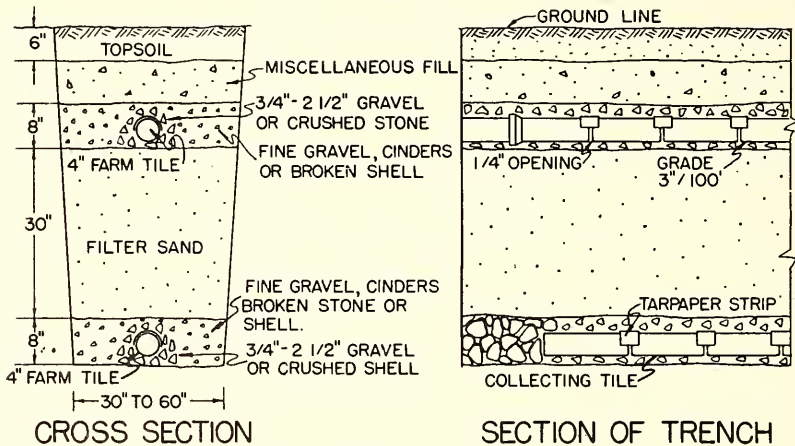 6"
TOPSOIL
MISCELLANEOUS FILL
3/4"- 2 1/2" GRAVEL
OR CRUSHED STONE
8"
4" FARM TILE
FINE GRAVEL, CINDERS
OR BROKEN SHELL
30"
FILTER SAND
FINE GRAVEL, CINDERS
BROKEN STONE OR
SHELL.
8"
3/4"- 2 1/2" GRAVEL
OR CRUSHED SHELL
4" FARM TILE
30" TO 60"
CROSS SECTION
GROUND LINE
1/4" OPENING
GRADE
3"/100'
TARPAPER STRIP
COLLECTING TILE
SECTION OF TRENCH